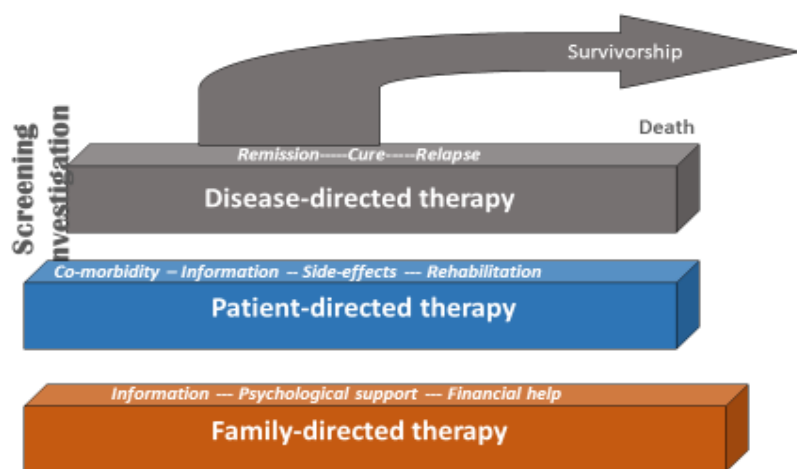 Survivorship
Death
Screening
nvestigation
Remission-----Cure-----Relapse
Disease-directed therapy
Co-morbidity – Information -- Side-effects --- Rehabilitation
Patient-directed therapy
Information --- Psychological support --- Financial help
Family-directed therapy